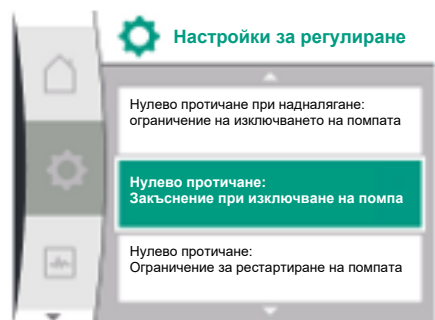 Настройки за регулиране
Нулево протичане при надналягане:
ограничение на изключването на помпата
Нулево протичане:
Закъснение при изключване на помпа
Нулево протичане:
Ограничение за рестартиране на помпата